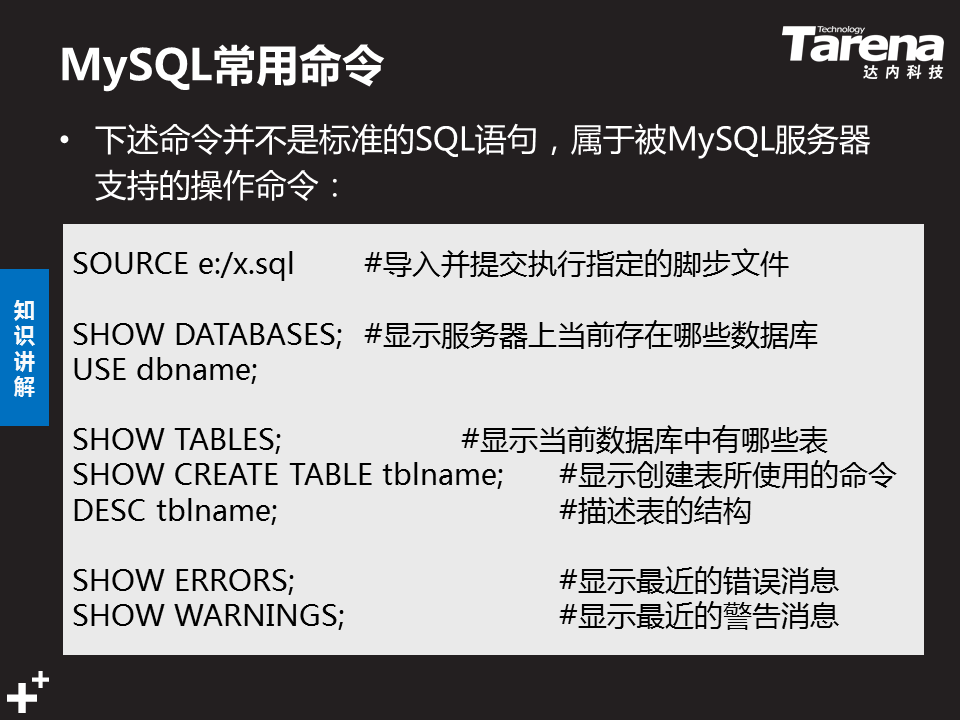 MySQL常用命令
Technology
Tarena
达内科技
• 下述命令并不是标准的SQL语句，属于被MySQL服务器
支持的操作命令：
知识讲解
SOURCE e:/x.sql #导入并提交执行指定的脚步文件
SHOW DATABASES; #显示服务器上当前存在哪些数据库
USE dbname;
SHOW TABLES; #显示当前数据库中有哪些表
SHOW CREATE TABLE tblname; #显示创建表所使用的命令
DESC tblname; #描述表的结构
SHOW ERRORS; #显示最近的错误消息
SHOW WARNINGS; #显示最近的警告消息